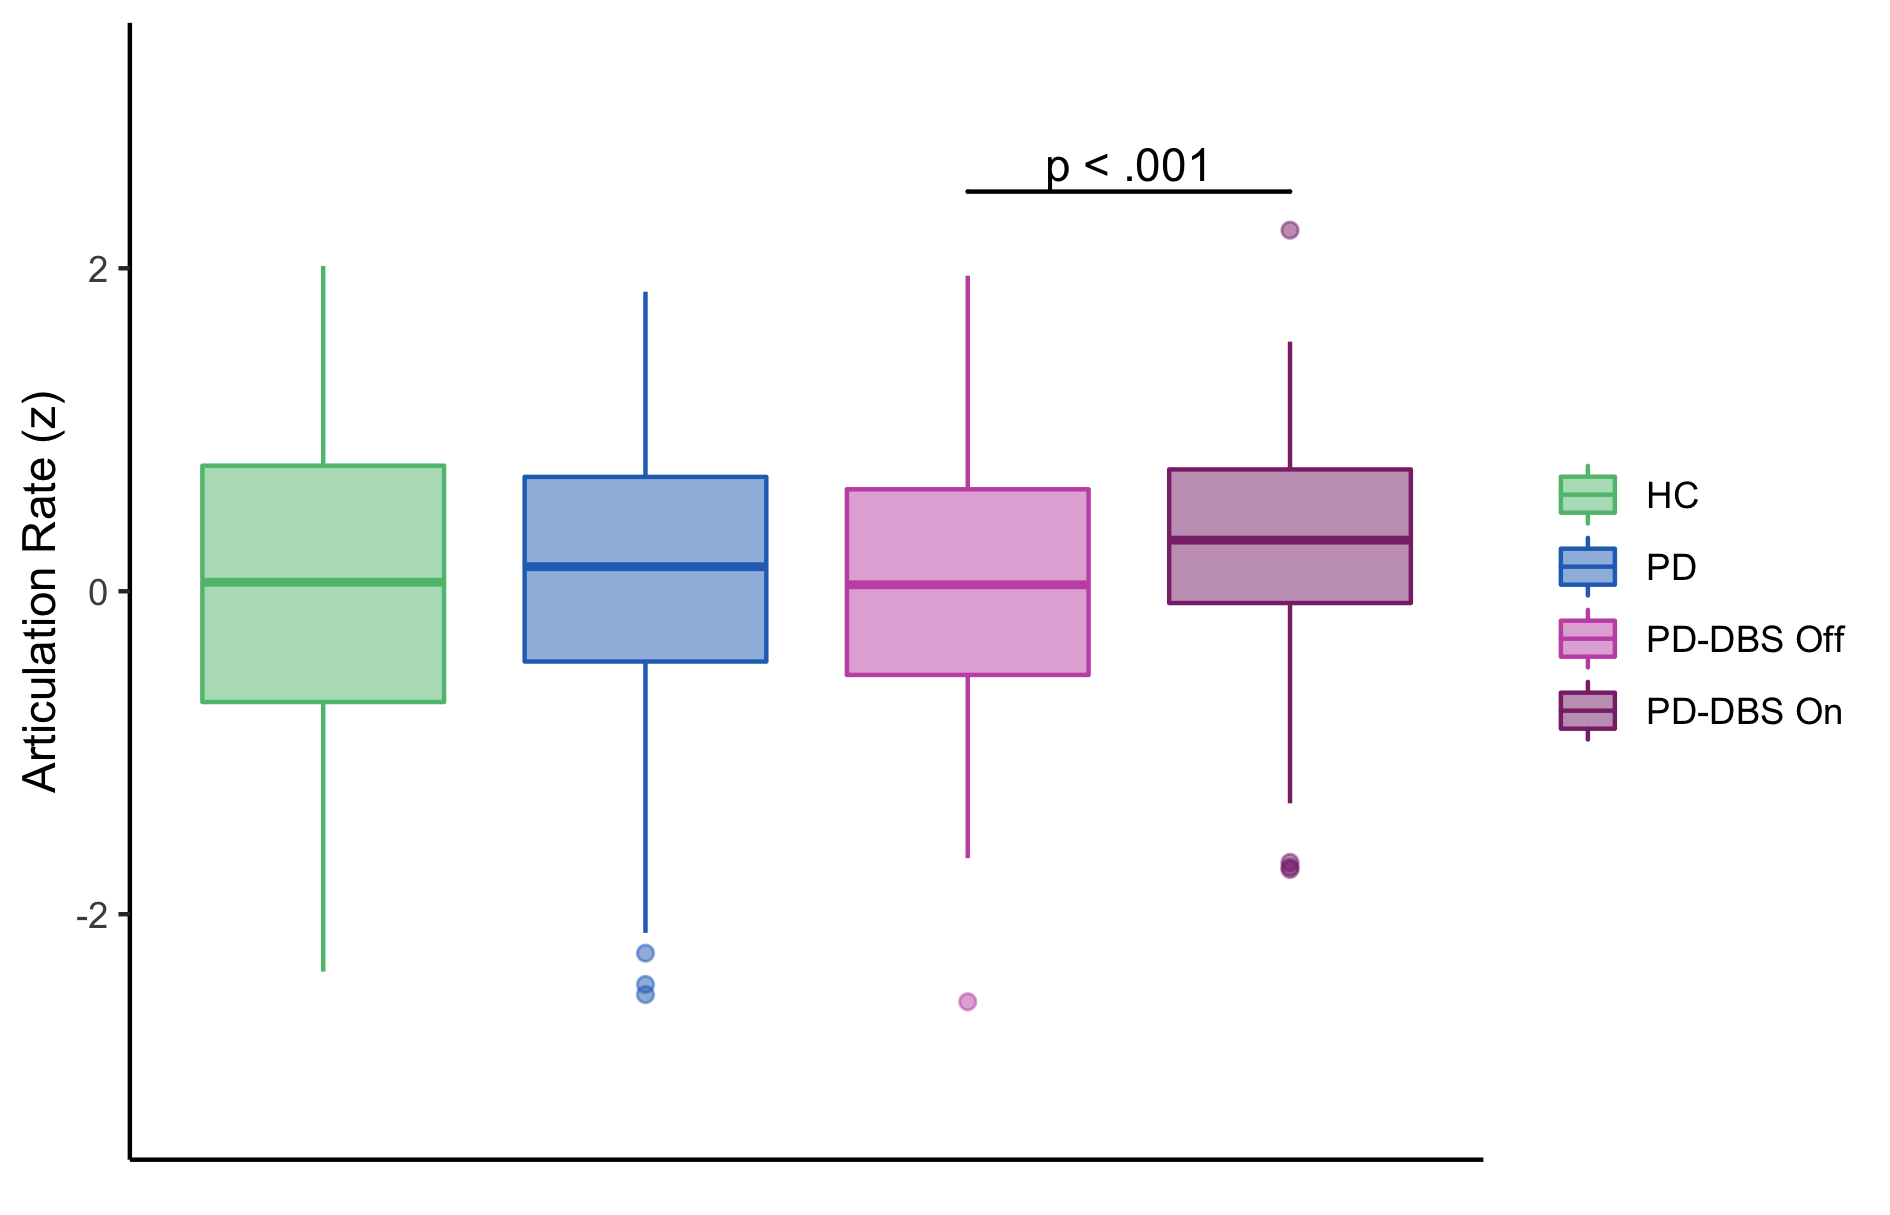 p < .001
2
0
-2
Articulation Rate (z)
HC
PD
PD-DBS Off
PD-DBS On